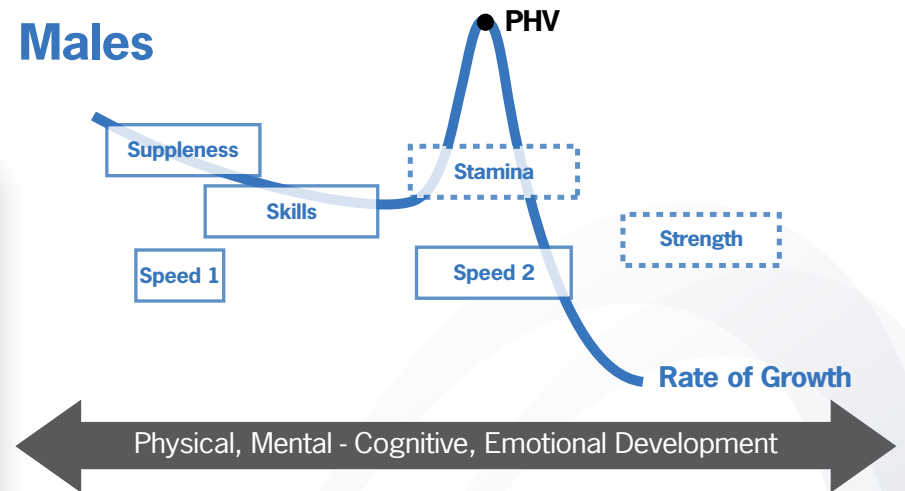 Males
PHV
Suppleness
Stamina
Skills
Strength
Speed 1
Speed 2
Rate of Growth
Physical, Mental - Cognitive, Emotional Development